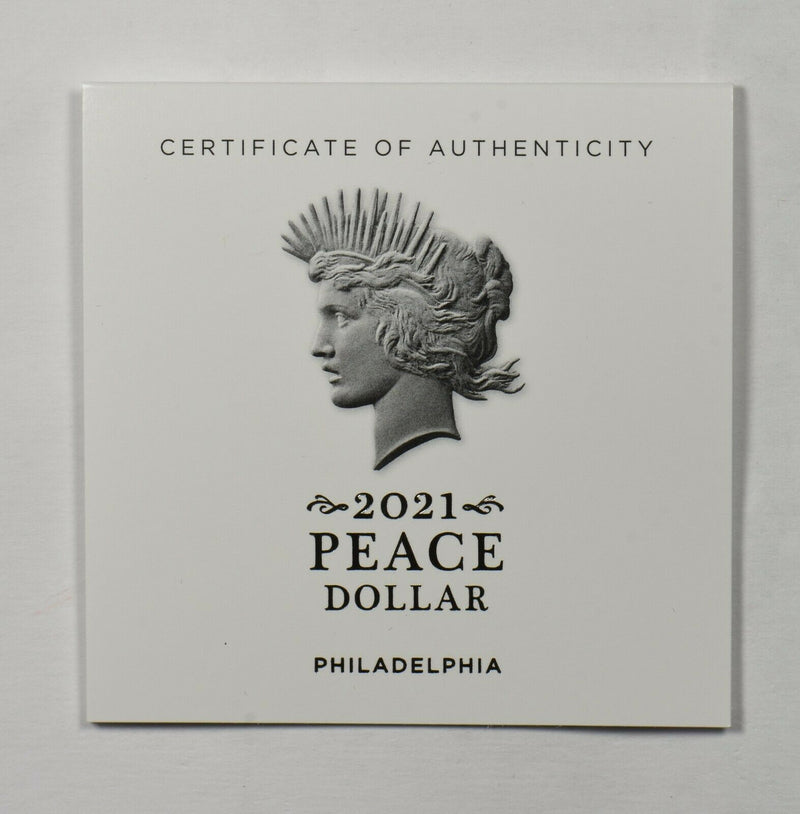 CERTIFICATE OF AUTHENTICITY
2021
PEACE
DOLLAR
PHILADELPHIA